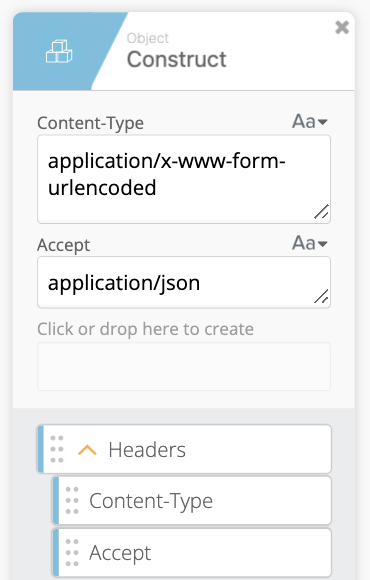 Object
Construct
Content-Type
Aa
application/x-www-form-
urlencoded
Accept
Aa
application/json
Click or drop here to create
Headers
Content-Type
Accept